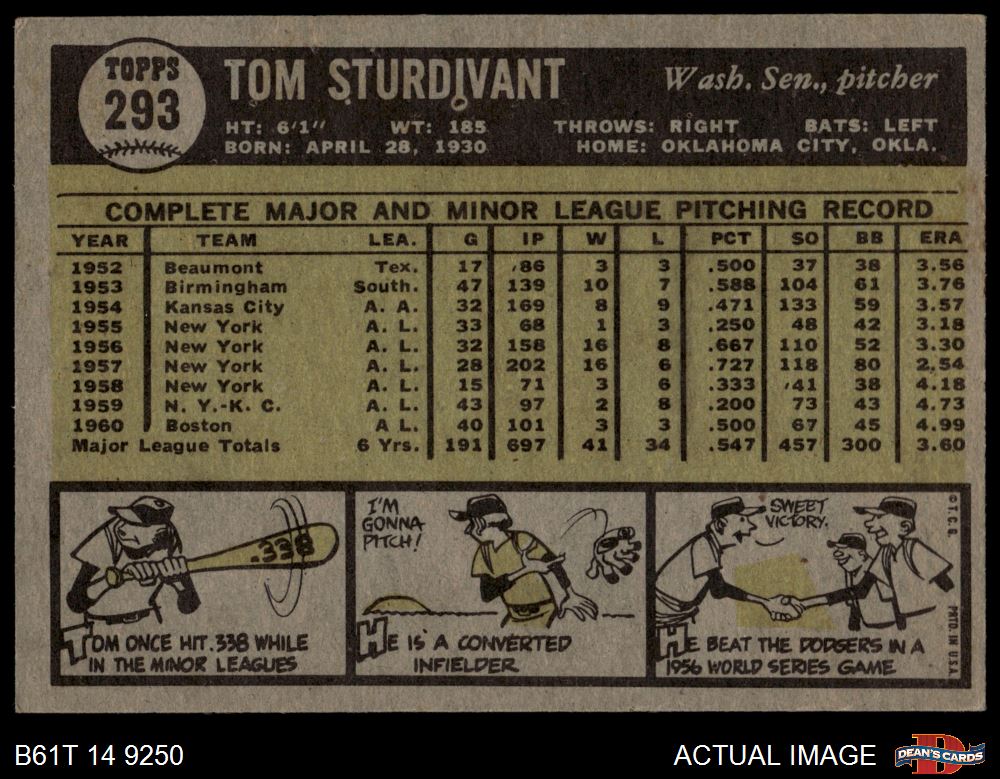 TOPPS
293
TOM STURDIVANT
Wash. Sen., pitcher
HT: 6'1" WT: 185 THROWS: RIGHT BATS: LEFT
BORN: APRIL 28, 1930 HOME: OKLAHOMA CITY, OKLA.
COMPLETE MAJOR AND MINOR LEAGUE PITCHING RECORD
YEAR TEAM LEA. G IP W L PCT SO BB ERA
1952 Beaumont Tex. 17 86 3 3 .500 37 38 3.56
1953 Birmingham South. 47 139 10 7 .588 104 61 3.76
1954 Kansas City A. A. 32 169 8 9 .471 133 59 3.57
1955 New York A. L. 33 68 1 3 .250 48 42 3.18
1956 New York A. L. 32 158 16 8 .667 110 52 3.30
1957 New York A. L. 28 202 16 6 .727 118 80 2.54
1958 New York A. L. 15 71 3 6 .333 41 38 4.18
1959 N. Y.-K. C. A. L. 43 97 2 8 .200 73 43 4.73
1960 Boston A L. 40 101 3 3 .500 67 45 4.99
Major League Totals 6 Yrs. 191 697 41 34 .547 457 300 3.60
.338
TOM ONCE HIT .338 WHILE
IN THE MINOR LEAGUES
I'M
GONNA
PITCH!
HE IS A CONVERTED
INFIELDER
SWEET
VICTORY.
HE BEAT THE DODGERS IN A
1956 WORLD SERIES GAME
© T.C.G.
PRTD. IN U.S.A.
B61T 14 9250
ACTUAL IMAGE
D
DEAN'S CARDS